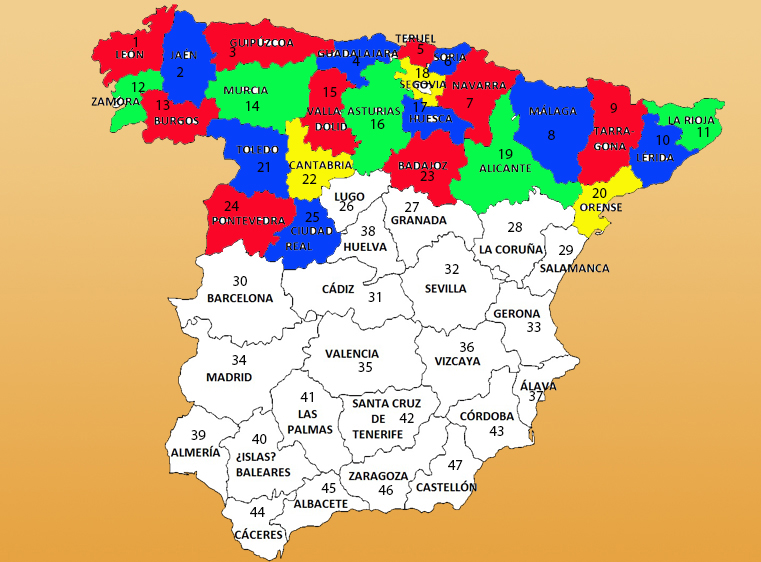 1
LEÓN
JAÉN
2
GUIPÚZCOA
3
GUADALAJARA
4
TERUEL
5
SORIA
6
NAVARRA
7
MÁLAGA
8
9
TARRA
GONA
10
LÉRIDA
LA RIOJA
11
12
ZAMORA
13
BURGOS
MURCIA
14
15
VALLA
DOLID
ASTURIAS
16
17
18
SEGOVIA
19
ALICANTE
20
ORENSE
TOLEDO
21
CANTABRIA
22
BADAJOZ
23
24
PONTEVEDRA
25
CIUDAD
REAL
LUGO
26
27
GRANADA
28
LA CORUÑA
29
SALAMANCA
30
BARCELONA
CÁDIZ
31
32
SEVILLA
GERONA
33
34
MADRID
VALENCIA
35
36
VIZCAYA
ÁLAVA
37
38
HUELVA
39
ALMERÍA
40
¿ISLAS?
BALEARES
41
LAS
PALMAS
SANTA CRUZ
DE 42
TENERIFE
CÓRDOBA
43
44
CÁCERES
45
ALBACETE
ZARAGOZA
46
47
CASTELLÓN